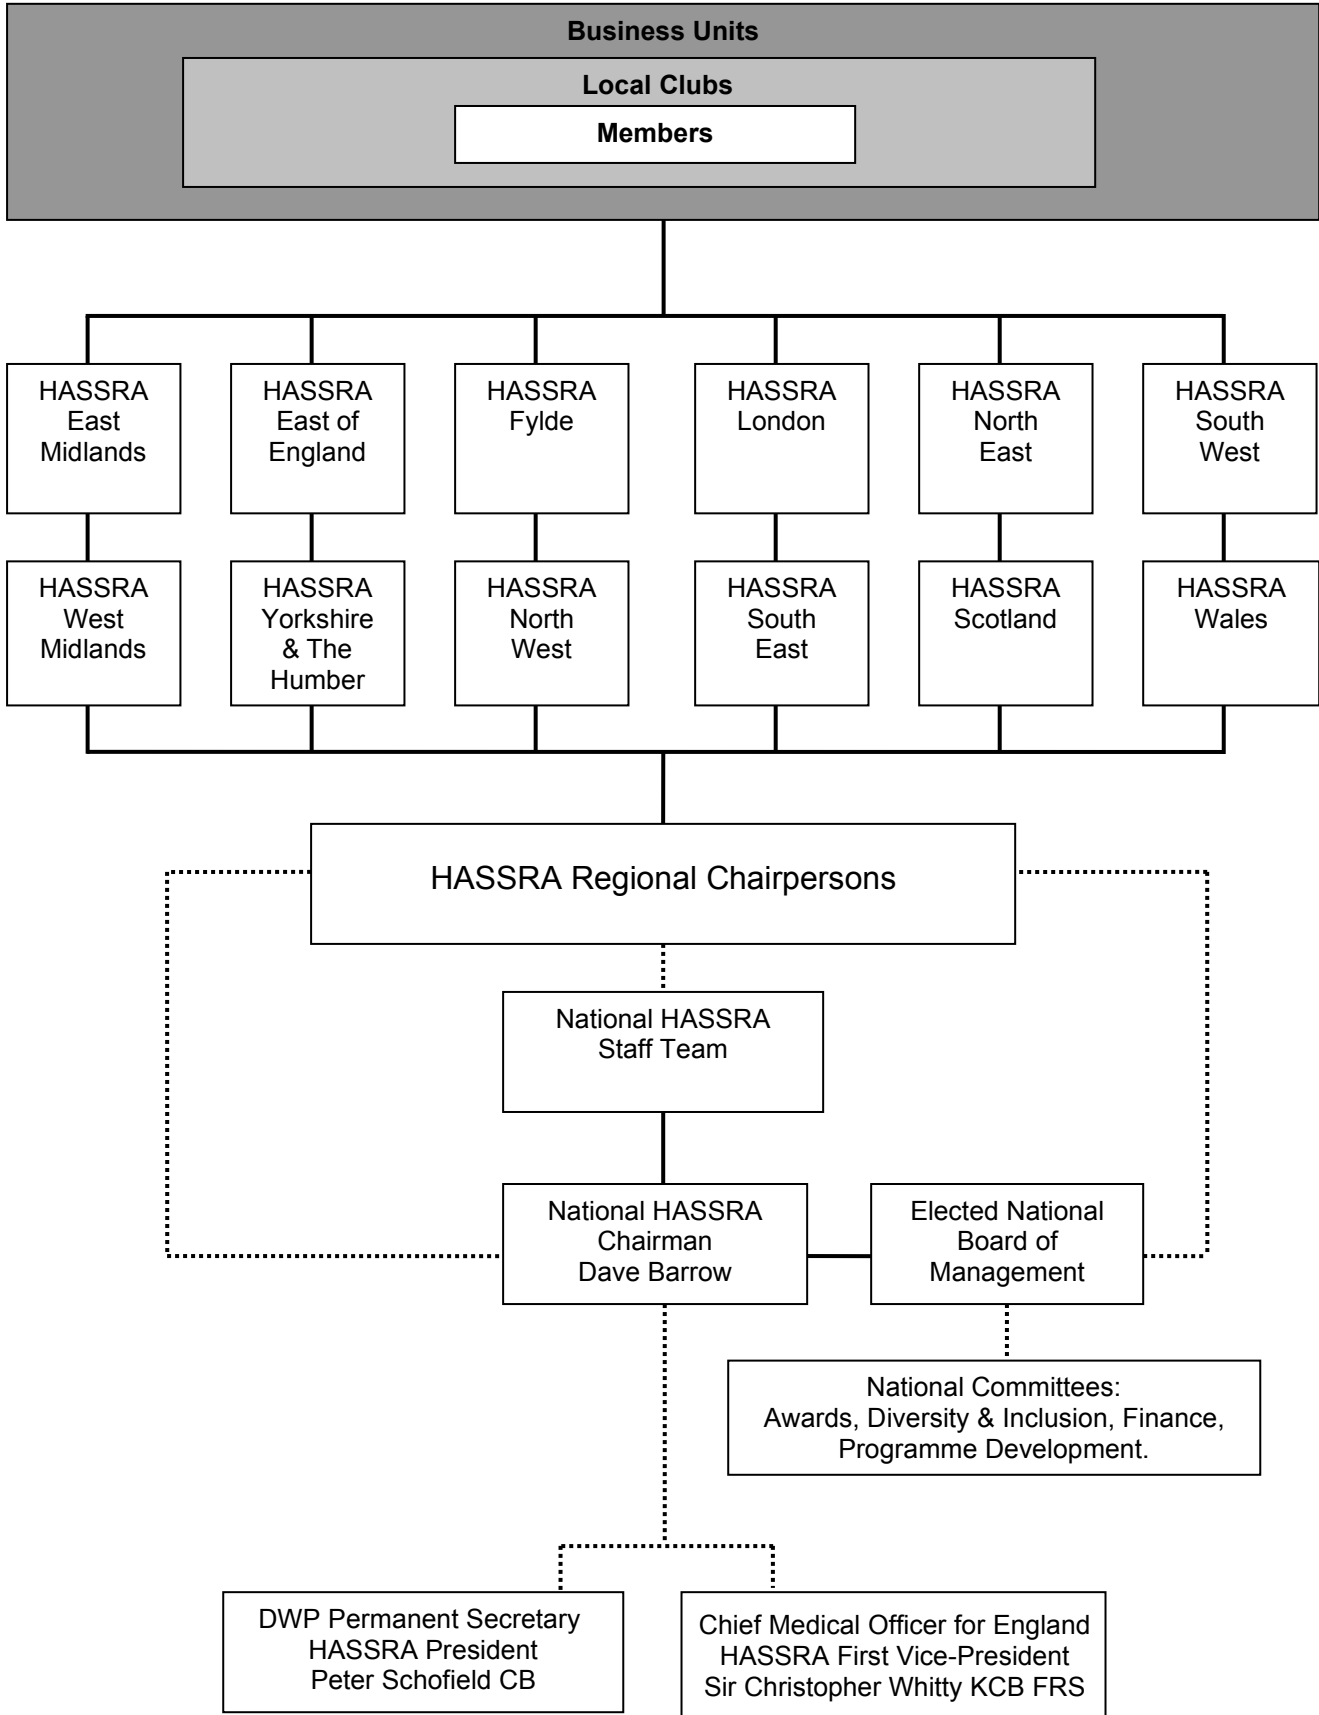 Business Units
Local Clubs
Members
HASSRA
East
Midlands
HASSRA
East of
England
HASSRA
Fylde
HASSRA
London
HASSRA
North
East
HASSRA
South
West
HASSRA
West
Midlands
HASSRA
Yorkshire
& The
Humber
HASSRA
North
West
HASSRA
South
East
HASSRA
Scotland
HASSRA
Wales
HASSRA Regional Chairpersons
National HASSRA
Staff Team
National HASSRA
Chairman
Dave Barrow
Elected National
Board of
Management
National Committees:
Awards, Diversity & Inclusion, Finance,
Programme Development.
DWP Permanent Secretary
HASSRA President
Peter Schofield CB
Chief Medical Officer for England
HASSRA First Vice-President
Sir Christopher Whitty KCB FRS